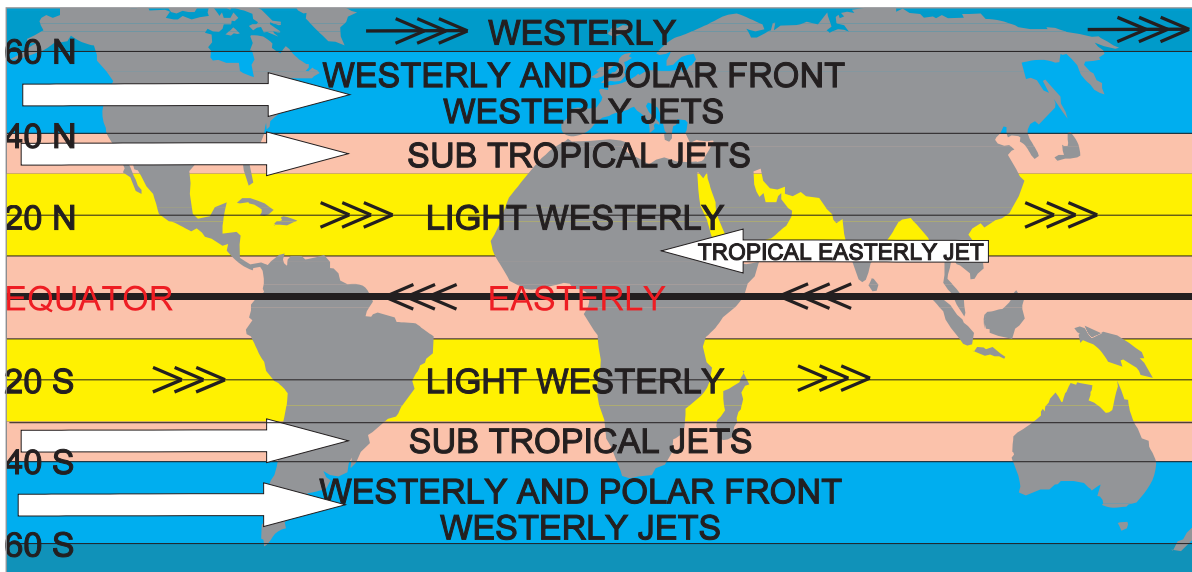 WESTERLY
60 N
WESTERLY AND POLAR FRONT
WESTERLY JETS
40 N
SUB TROPICAL JETS
20 N
LIGHT WESTERLY
TROPICAL EASTERLY JET
EQUATOR
EASTERLY
20 S
LIGHT WESTERLY
SUB TROPICAL JETS
40 S
WESTERLY AND POLAR FRONT
WESTERLY JETS
60 S